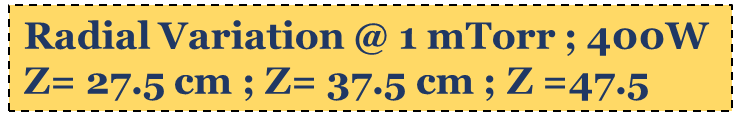 Radial Variation @ 1 mTorr ; 400W
Z= 27.5 cm ; Z= 37.5 cm ; Z =47.5